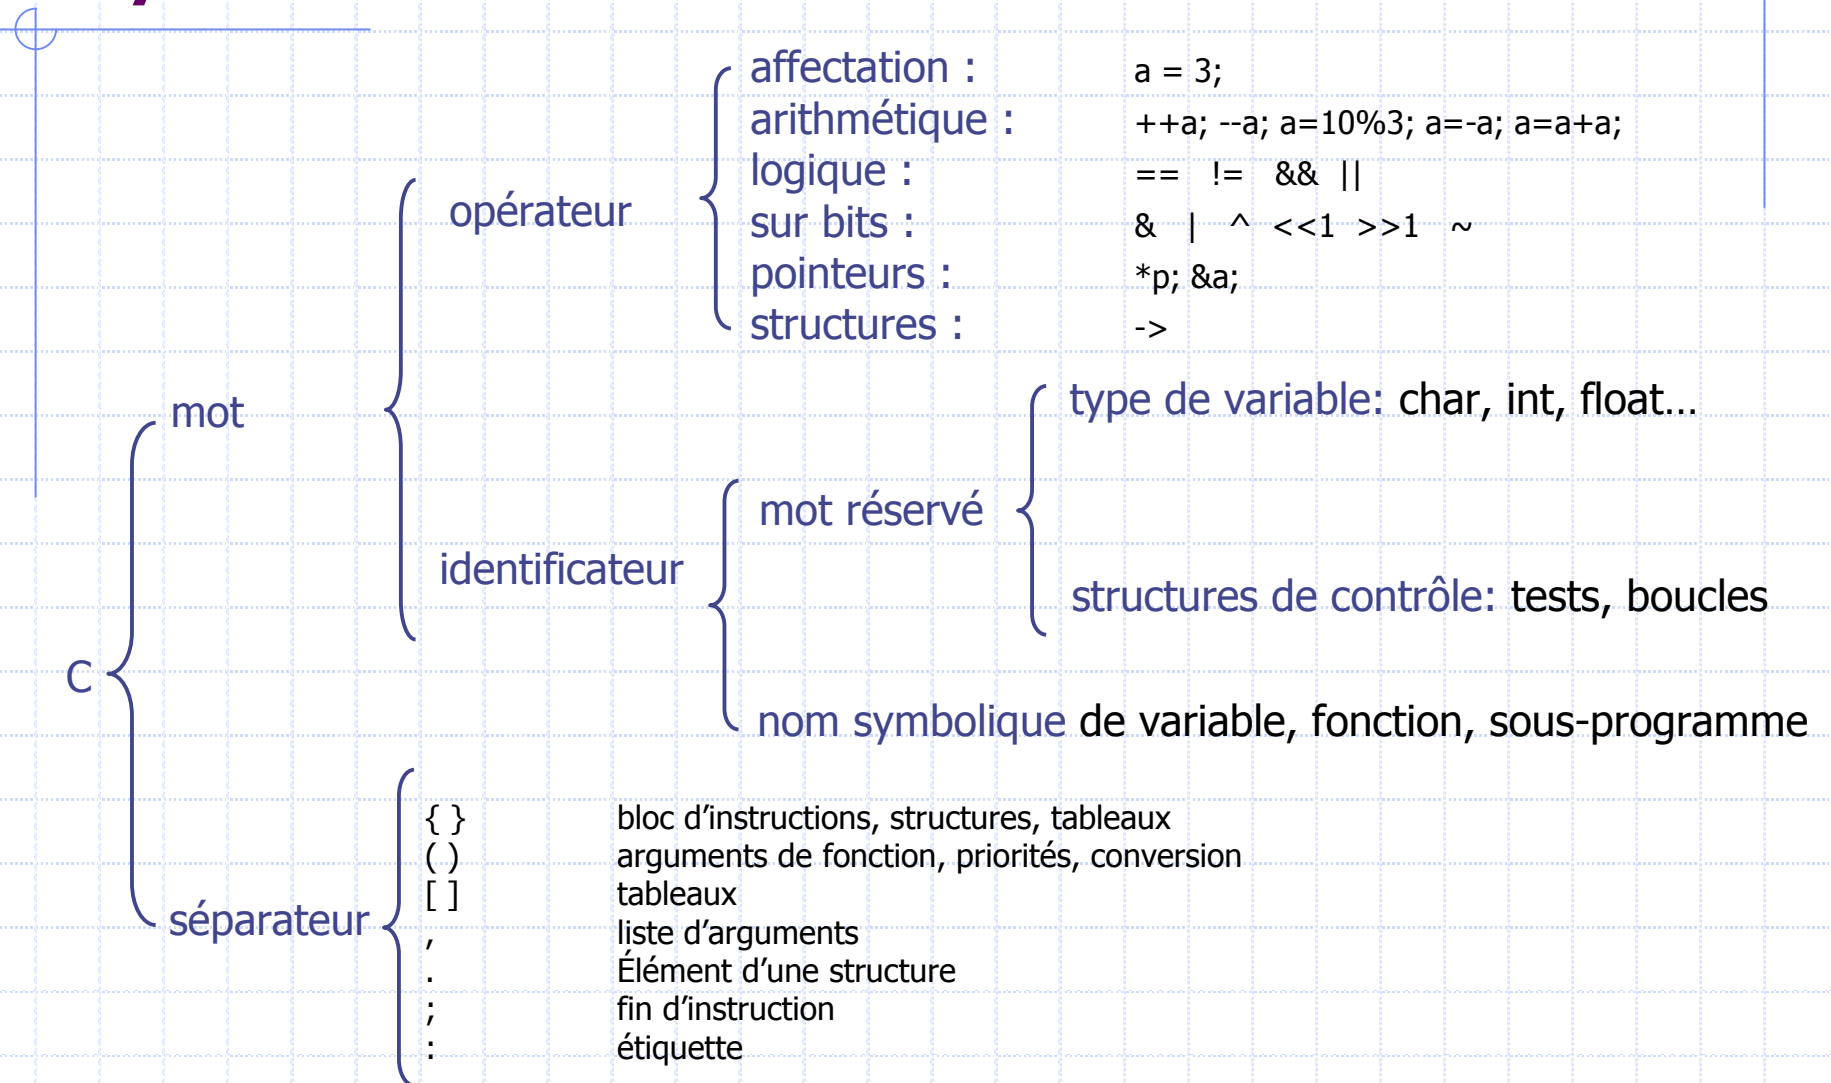 affectation : a = 3;
arithmétique : ++a; --a; a=10%3; a=-a; a=a+a;
logique : == != && ||
opérateur
sur bits : & | ^ <<1 >>1 ~
pointeurs : *p; &a;
structures : ->
type de variable: char, int, float…
mot
mot réservé
identificateur
structures de contrôle: tests, boucles
C
nom symbolique de variable, fonction, sous-programme
{ } bloc d’instructions, structures, tableaux
( ) arguments de fonction, priorités, conversion
[ ] tableaux
séparateur
, liste d’arguments
. Élément d’une structure
; fin d’instruction
: étiquette